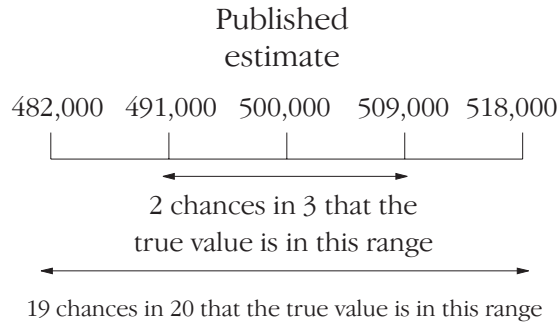 Published
estimate
482,000 491,000 500,000 509,000 518,000
2 chances in 3 that the
true value is in this range
19 chances in 20 that the true value is in this range